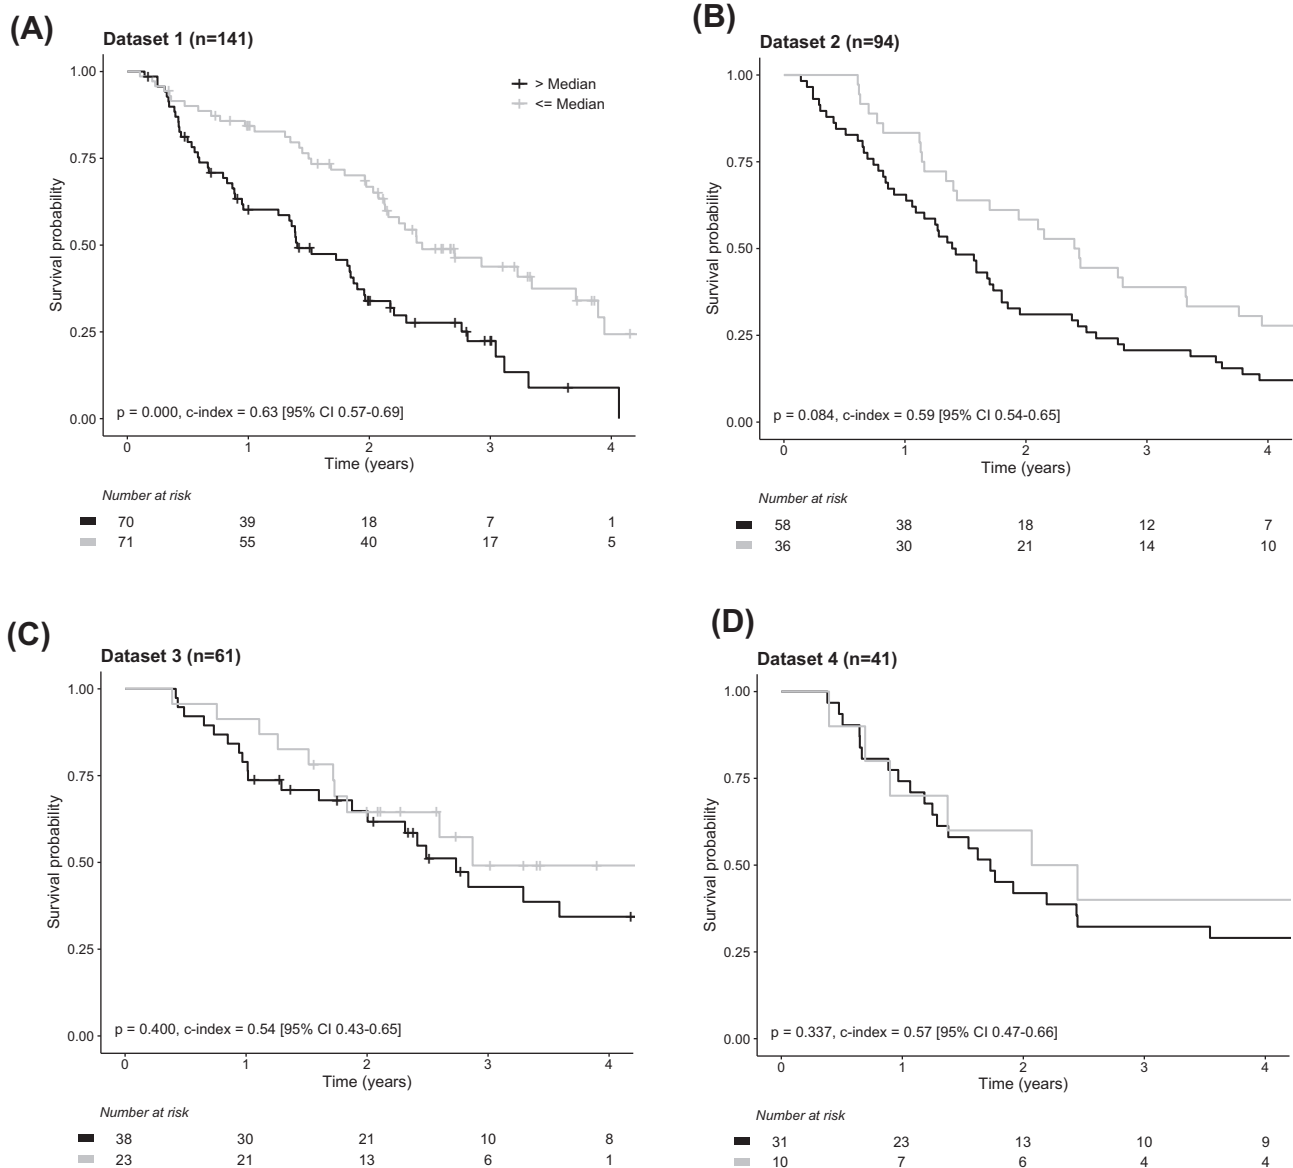 (A)
Dataset 1 (n=141)
> Median
<= Median
Survival probability
1.00
0.75
0.50
0.25
0.00
p = 0.000, c-index = 0.63 [95% CI 0.57-0.69]
0 1 2 3 4
Time (years)
Number at risk
70 39 18 7 1
71 55 40 17 5
(B)
Dataset 2 (n=94)
Survival probability
1.00
0.75
0.50
0.25
0.00
p = 0.084, c-index = 0.59 [95% CI 0.54-0.65]
0 1 2 3 4
Time (years)
Number at risk
58 38 18 12 7
36 30 21 14 10
(C)
Dataset 3 (n=61)
Survival probability
1.00
0.75
0.50
0.25
0.00
p = 0.400, c-index = 0.54 [95% CI 0.43-0.65]
0 1 2 3 4
Time (years)
Number at risk
38 30 21 10 8
23 21 13 6 1
(D)
Dataset 4 (n=41)
Survival probability
1.00
0.75
0.50
0.25
0.00
p = 0.337, c-index = 0.57 [95% CI 0.47-0.66]
0 1 2 3 4
Time (years)
Number at risk
31 23 13 10 9
10 7 6 4 4